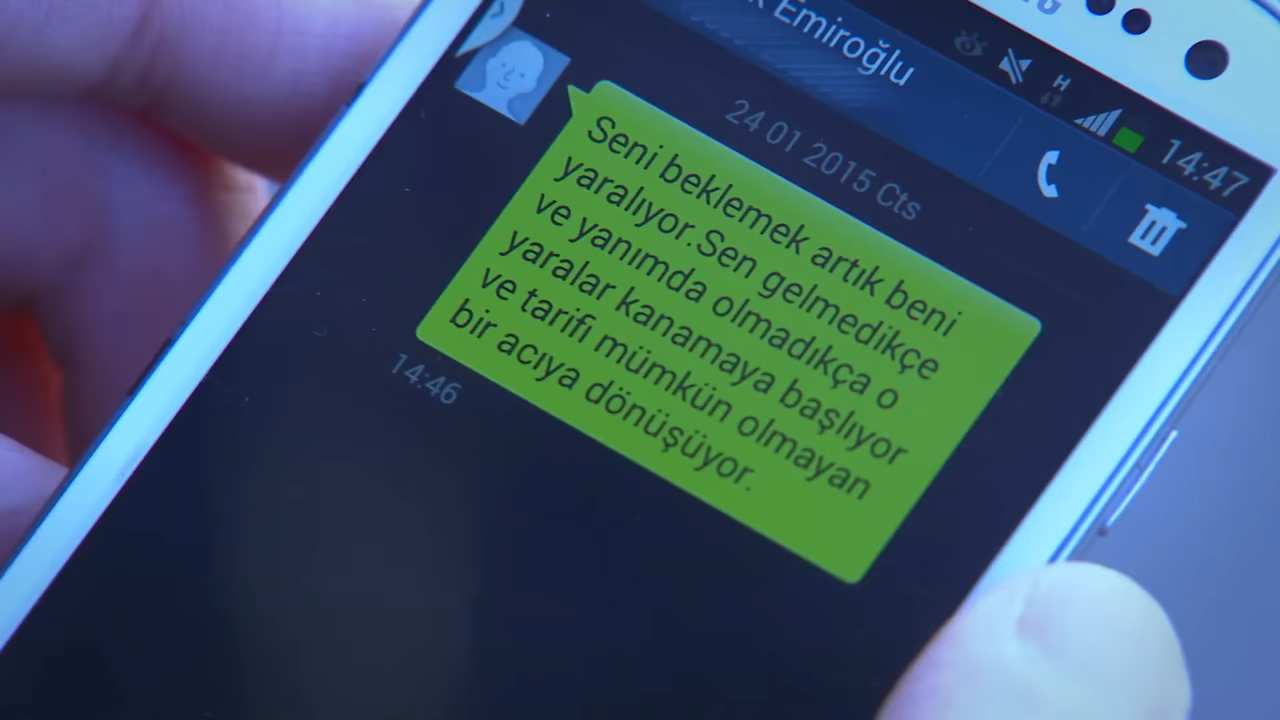 Emiroğlu
H
14:47
24 01 2015 Cts
Seni beklemek artık beni
yaralıyor.Sen gelmedikçe
ve yanımda olmadıkça o
yaralar kanamaya başlıyor
ve tarifi mümkün olmayan
bir acıya dönüşüyor.
14:46